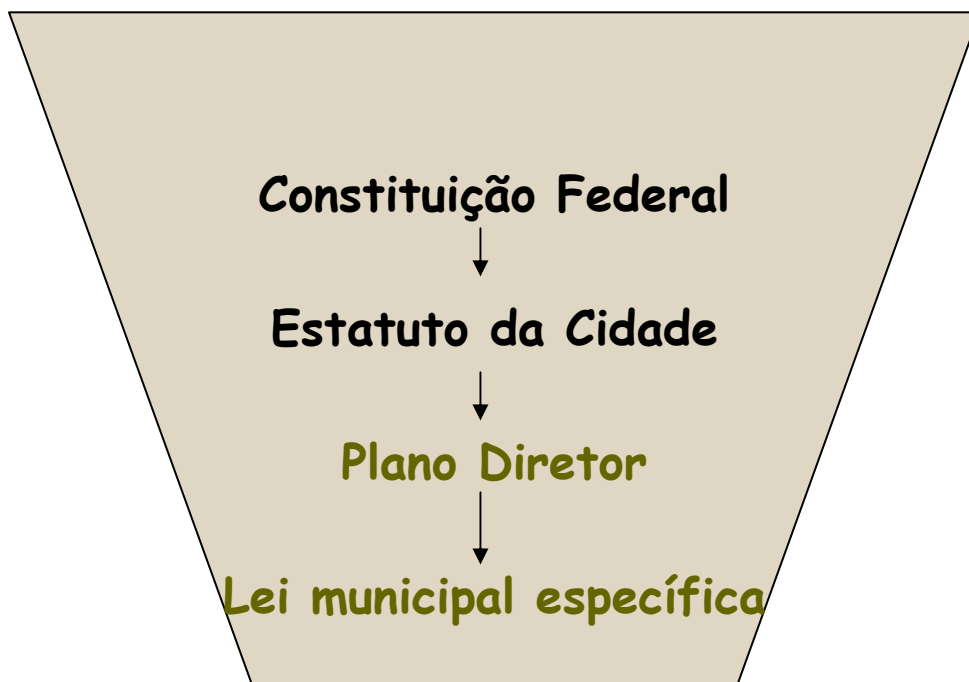 Constituição Federal
Estatuto da Cidade
Plano Diretor
Lei municipal específica